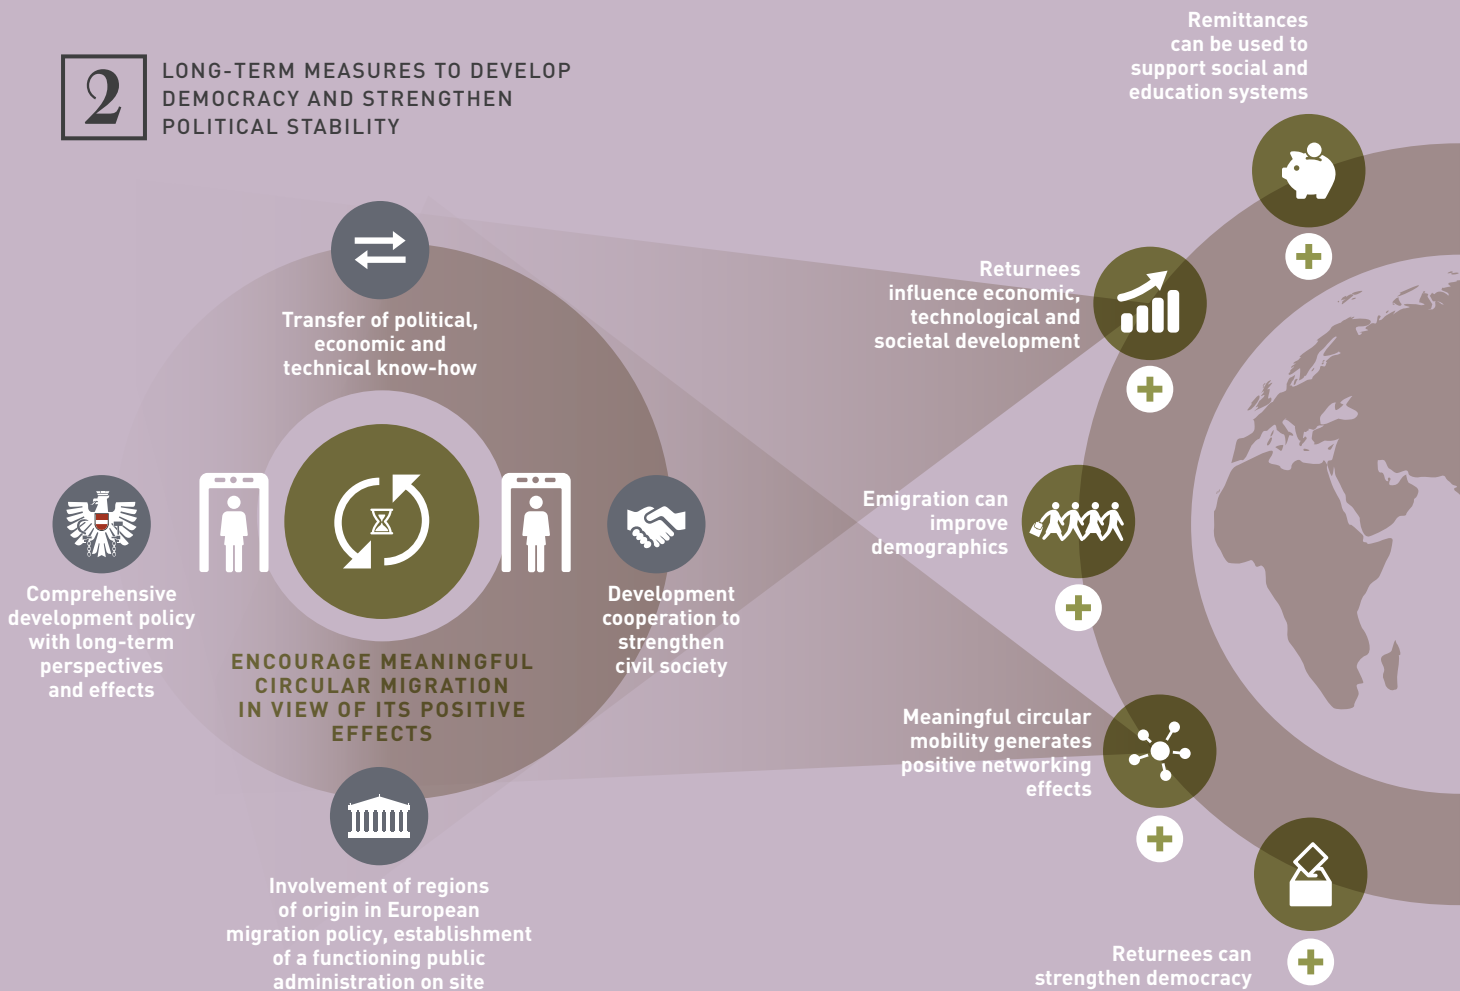 2
LONG-TERM MEASURES TO DEVELOP
DEMOCRACY AND STRENGTHEN
POLITICAL STABILITY
Transfer of political,
economic and
technical know-how
Comprehensive
development policy
with long-term
perspectives
and effects
ENCOURAGE MEANINGFUL
CIRCULAR MIGRATION
IN VIEW OF ITS POSITIVE
EFFECTS
Development
cooperation to
strengthen
civil society
Involvement of regions
of origin in European
migration policy, establishment
of a functioning public
administration on site
Remittances
can be used to
support social and
education systems
Returnees
influence economic,
technological and
societal development
Emigration can
improve
demographics
Meaningful circular
mobility generates
positive networking
effects
Returnees can
strengthen democracy